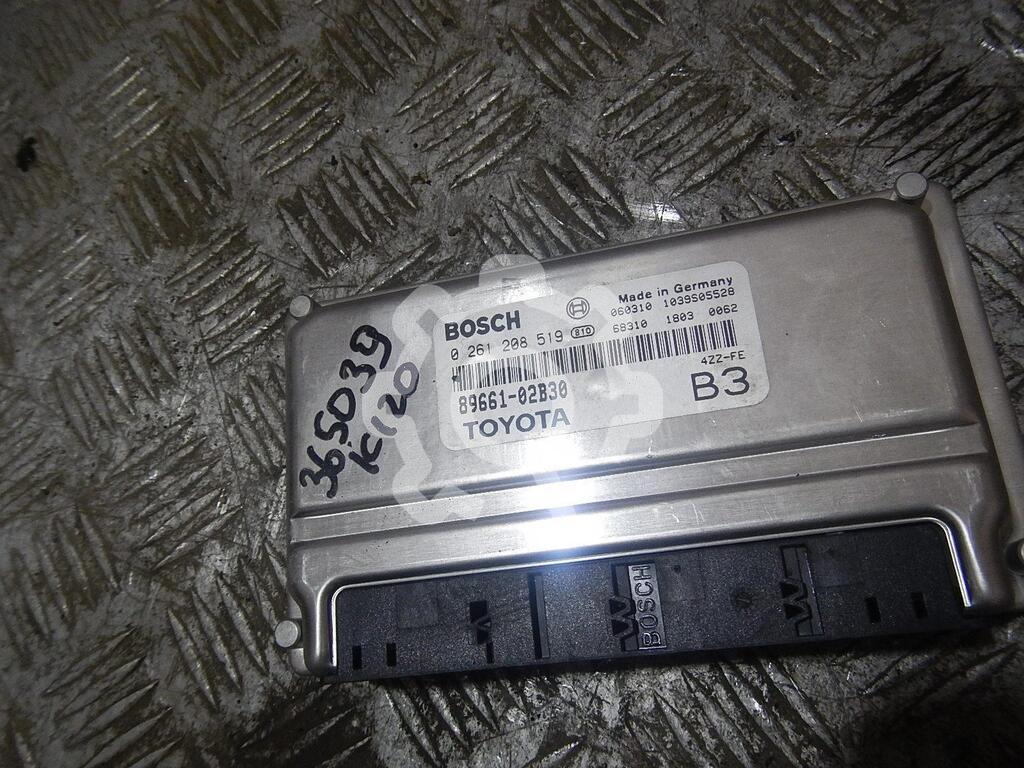 365039
K120
BOSCH
Made in Germany
0 261 208 519 810
060310 1039S05528
68310 1803 0062
4ZZ-FE
89661-02B30
B3
TOYOTA
BOSCH